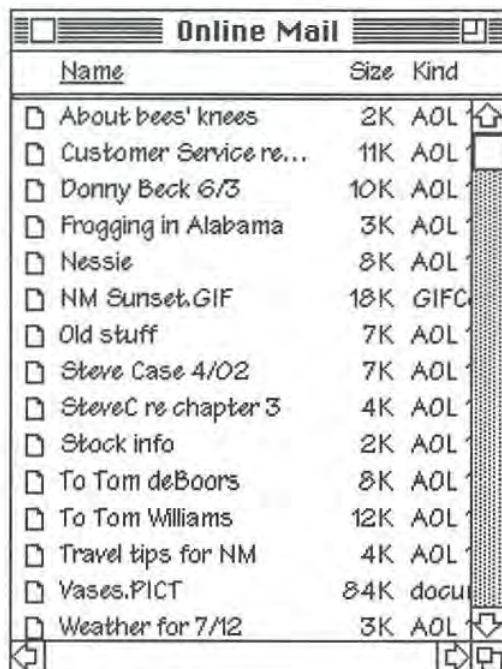 Online Mail
Name Size Kind
About bees' knees 2K AOL
Customer Service re... 11K AOL
Donny Beck 6/3 10K AOL
Frogging in Alabama 3K AOL
Nessie 8K AOL
NM Sunset.GIF 18K GIFC
Old stuff 7K AOL
Steve Case 4/02 7K AOL
SteveC re chapter 3 4K AOL
Stock info 2K AOL
To Tom deBoors 8K AOL
To Tom Williams 12K AOL
Travel tips for NM 4K AOL
Vases.PICT 84K docu
Weather for 7/12 3K AOL